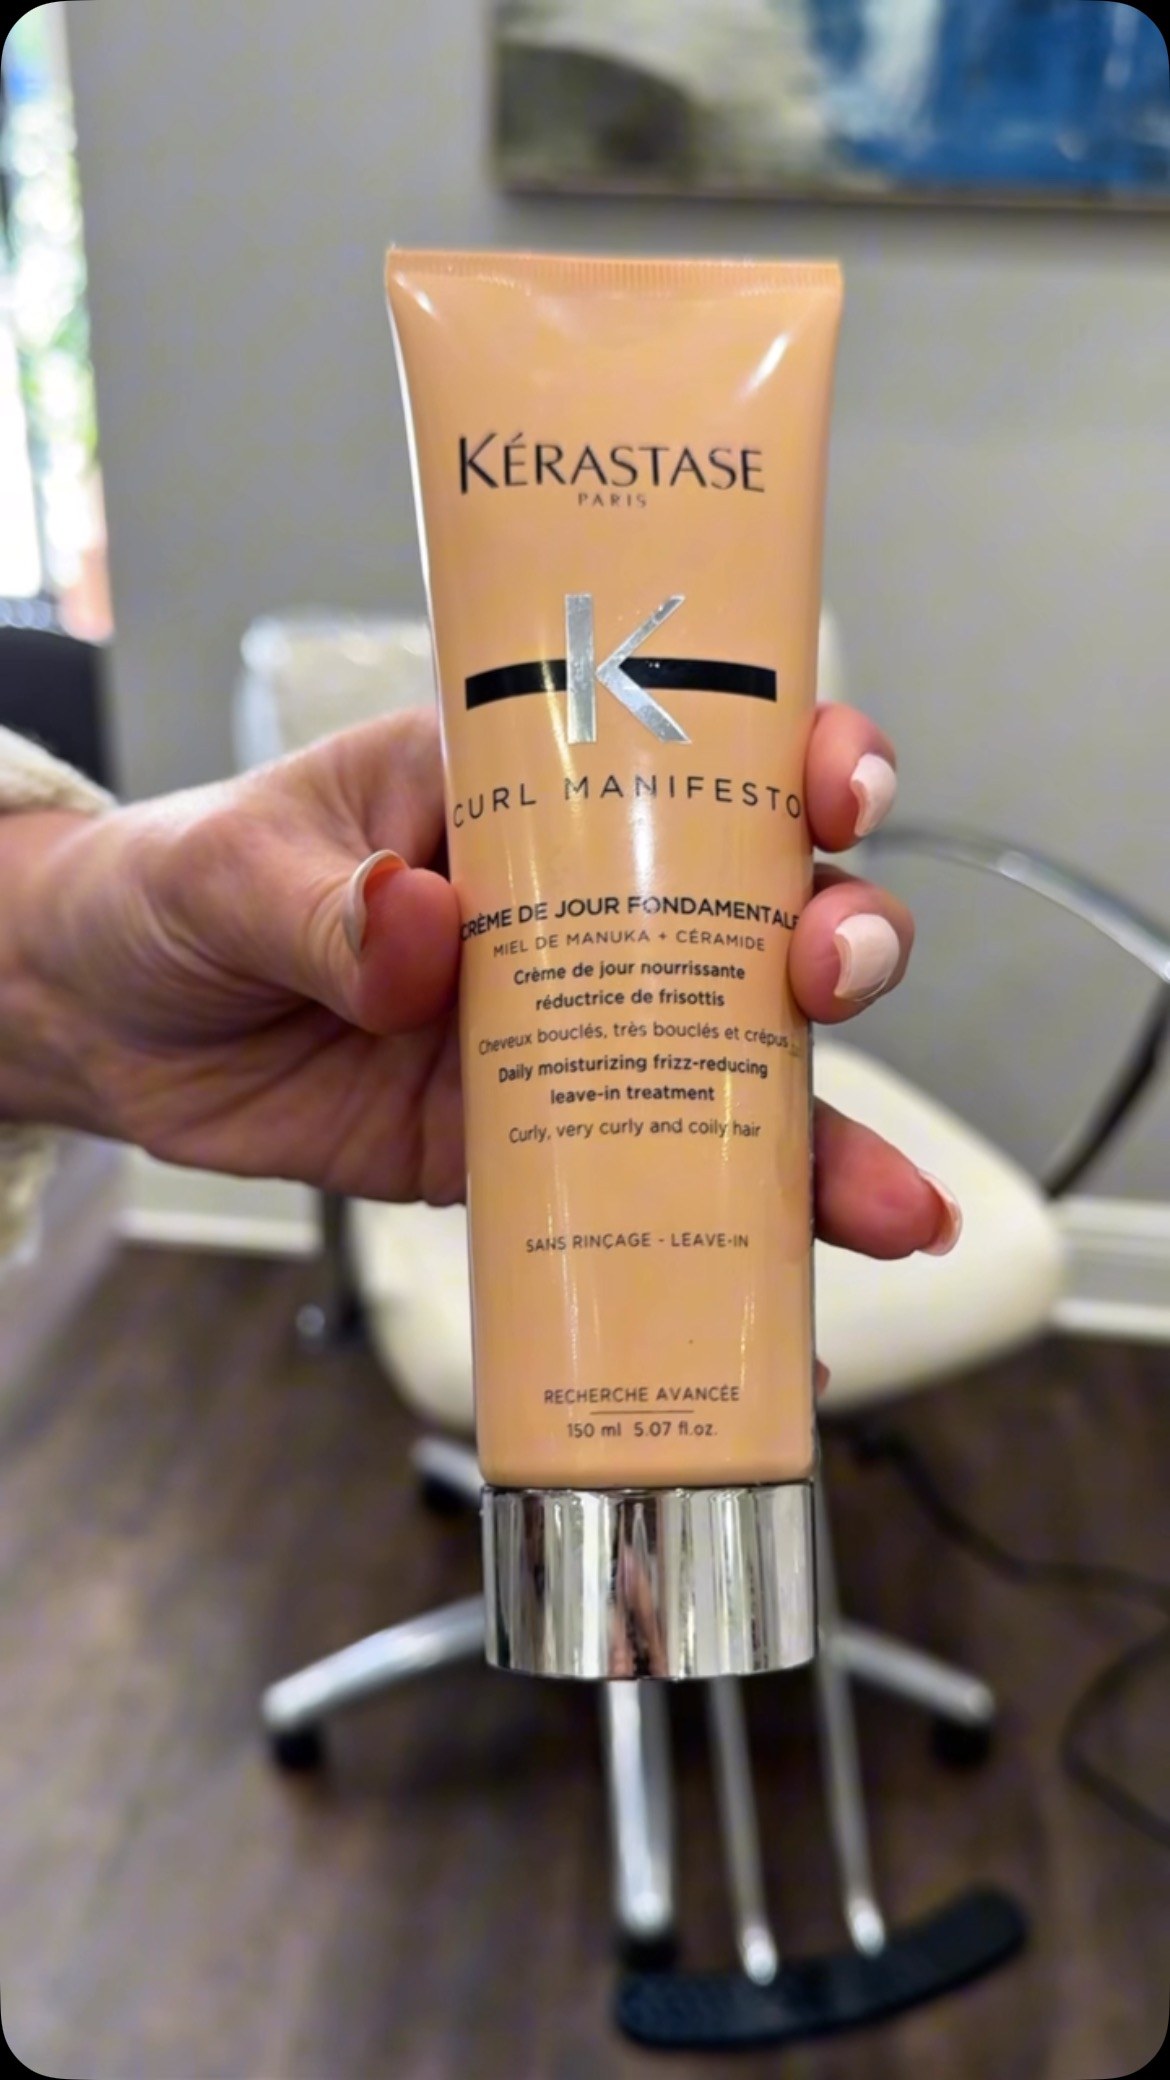 KÉRASTASE
PARIS
K
CURL MANIFESTO
CRÈME DE JOUR FONDAMENTALE
MIEL DE MANUKA + CÉRAMIDE
Crème de jour nourrissante
réductrice de frisottis
Cheveux bouclés, très bouclés et crépus
Daily moisturizing frizz-reducing
leave-in treatment
Curly, very curly and coily hair
SANS RINÇAGE - LEAVE-IN
RECHERCHE AVANCÉE
150 ml 5.07 fl.oz.